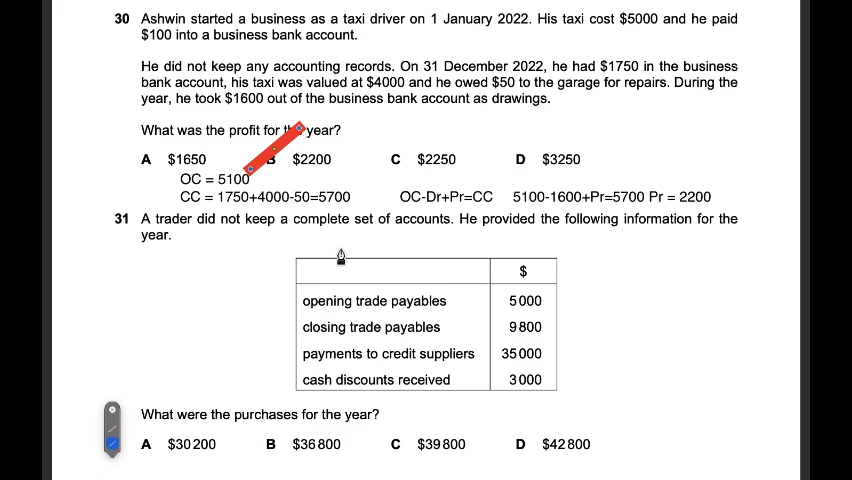 30 Ashwin started a business as a taxi driver on 1 January 2022. His taxi cost $5000 and he paid
$100 into a business bank account.
He did not keep any accounting records. On 31 December 2022, he had $1750 in the business
bank account, his taxi was valued at $4000 and he owed $50 to the garage for repairs. During the
year, he took $1600 out of the business bank account as drawings.
What was the profit for the year?
A $1650 B $2200 C $2250 D $3250
OC = 5100
CC = 1750+4000-50=5700 OC-Dr+Pr=CC 5100-1600+Pr=5700 Pr = 2200
31 A trader did not keep a complete set of accounts. He provided the following information for the
year.
$
opening trade payables 5000
closing trade payables 9800
payments to credit suppliers 35000
cash discounts received 3000
What were the purchases for the year?
A $30200 B $36800 C $39800 D $42800